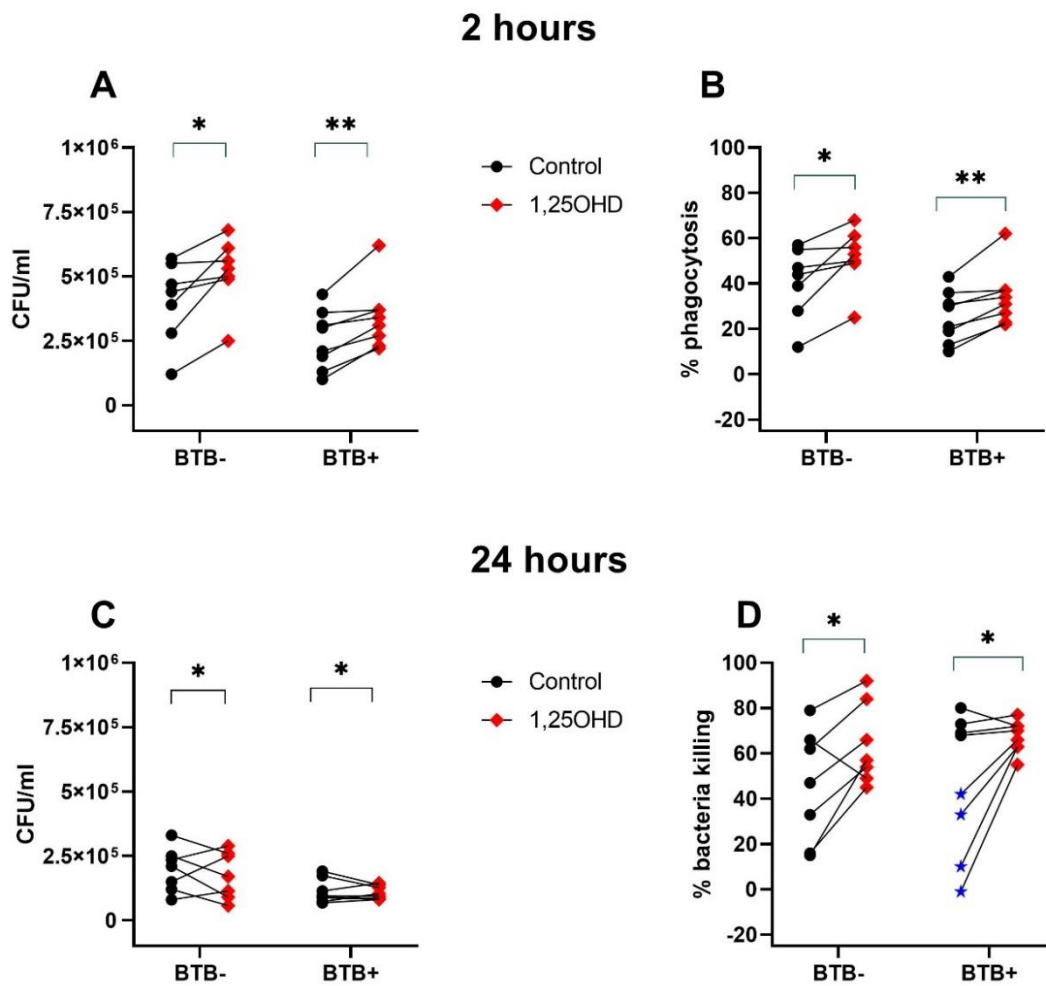 2 hours
A
B
* **
1×10⁶
7.5×10⁵
5.0×10⁵
2.5×10⁵
0
CFU/ml
BTB- BTB+
Control
1,25OHD
* **
100
80
60
40
20
0
-20
% phagocytosis
BTB- BTB+
24 hours
C
D
* *
1×10⁶
7.5×10⁵
5.0×10⁵
2.5×10⁵
0
CFU/ml
BTB- BTB+
Control
1,25OHD
* *
100
80
60
40
20
0
-20
% bacteria killing
BTB- BTB+